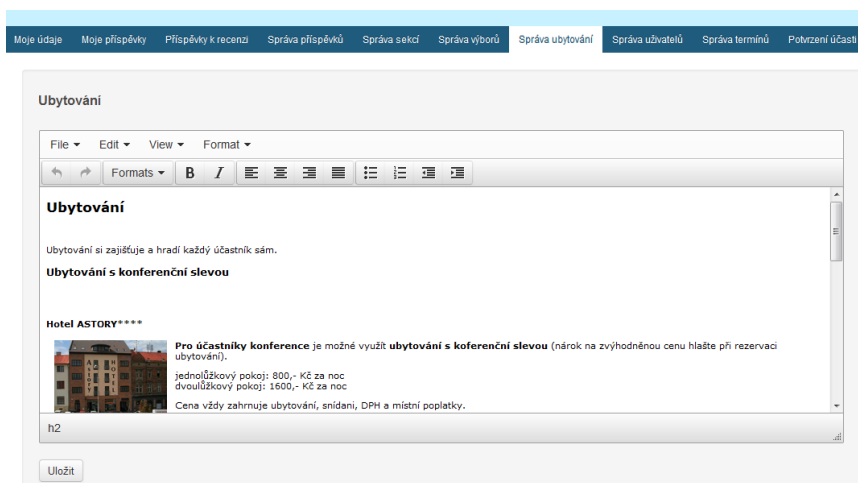 Moje údaje Moje příspěvky Příspěvky k recenzi Správa příspěvků Správa sekcí Správa výborů Správa ubytování Správa uživatelů Správa termínů Potvrzení účasti
Ubytování
File Edit View Format
Formats B I
Ubytování
Ubytování si zajišťuje a hradí každý účastník sám.
Ubytování s konferenční slevou
Hotel ASTORY****
Pro účastníky konference je možné využít ubytování s koferenční slevou (nárok na zvýhodněnou cenu hlašte při rezervaci
ubytování).
jednolůžkový pokoj: 800,- Kč za noc
dvoulůžkový pokoj: 1600,- Kč za noc
Cena vždy zahrnuje ubytování, snídani, DPH a místní poplatky.
h2
Uložit